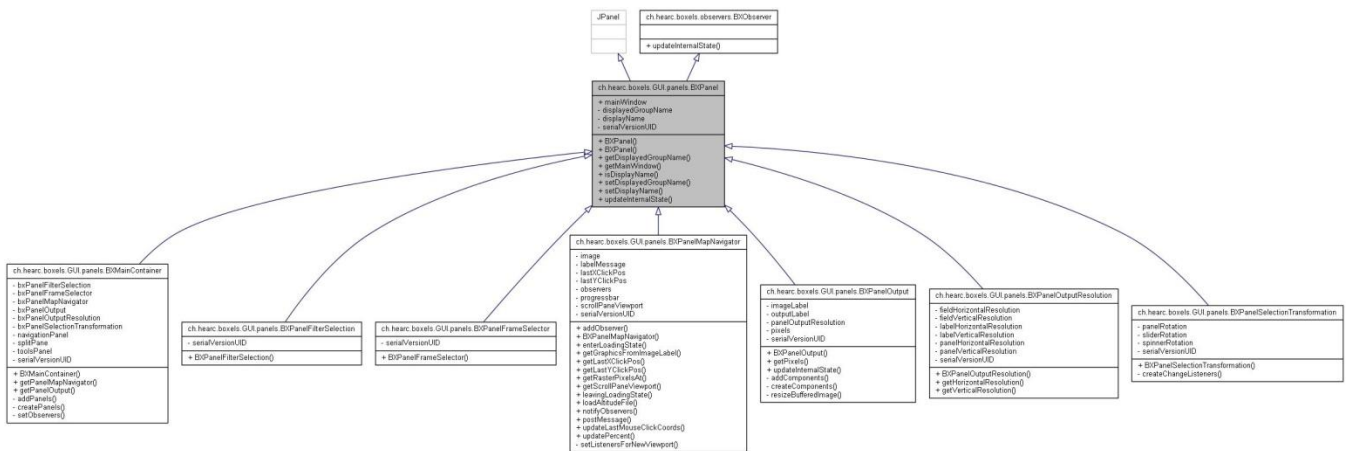 JPanel
ch.hearc.boxels.observers.BXObserver
+ updateInternalState()
ch.hearc.boxels.GUI.panels.BXPanel
+ mainWindow
- displayedGroupName
- displayName
- serialVersionUID
+ BXPanel()
+ BXPanel()
+ getDisplayedGroupName()
+ getMainWindow()
+ isDisplayName()
+ setDisplayedGroupName()
+ setDisplayName()
+ updateInternalState()
ch.hearc.boxels.GUI.panels.BXMainContainer
- bxPanelFilterSelection
- bxPanelFrameSelector
- bxPanelMapNavigator
- bxPanelOutput
- bxPanelOutputResolution
- bxPanelSelectionTransformation
- navigationPanel
- splitPane
- toolsPanel
- serialVersionUID
+ BXMainContainer()
+ getPanelMapNavigator()
+ getPanelOutput()
- addPanels()
- createPanels()
- setObservers()
ch.hearc.boxels.GUI.panels.BXPanelFilterSelection
- serialVersionUID
+ BXPanelFilterSelection()
ch.hearc.boxels.GUI.panels.BXPanelFrameSelector
- serialVersionUID
+ BXPanelFrameSelector()
ch.hearc.boxels.GUI.panels.BXPanelMapNavigator
- image
- labelMessage
- lastXClickPos
- lastYClickPos
- observers
- progressbar
- scrollPaneViewport
- serialVersionUID
+ addObserver()
+ BXPanelMapNavigator()
+ enterLoadingState()
+ getGraphicsFromImageLabel()
+ getLastXClickPos()
+ getLastYClickPos()
+ getRasterPixelsAt()
+ getScrollPaneViewport()
+ leavingLoadingState()
+ loadAltitudeFile()
+ notifyObservers()
+ postMessage()
+ updateLastMouseClickCoords()
+ updatePercent()
- setListenersForNewViewport()
ch.hearc.boxels.GUI.panels.BXPanelOutput
- imageLabel
- outputLabel
- panelOutputResolution
- pixels
- serialVersionUID
+ BXPanelOutput()
+ getPixels()
+ updateInternalState()
- addComponents()
- createComponents()
- resizeBufferedImage()
ch.hearc.boxels.GUI.panels.BXPanelOutputResolution
- fieldHorizontalResolution
- fieldVerticalResolution
- labelHorizontalResolution
- labelVerticalResolution
- panelHorizontalResolution
- panelVerticalResolution
- serialVersionUID
+ BXPanelOutputResolution()
+ getHorizontalResolution()
+ getVerticalResolution()
ch.hearc.boxels.GUI.panels.BXPanelSelectionTransformation
- panelRotation
- sliderRotation
- spinnerRotation
- serialVersionUID
+ BXPanelSelectionTransformation()
- createChangeListeners()